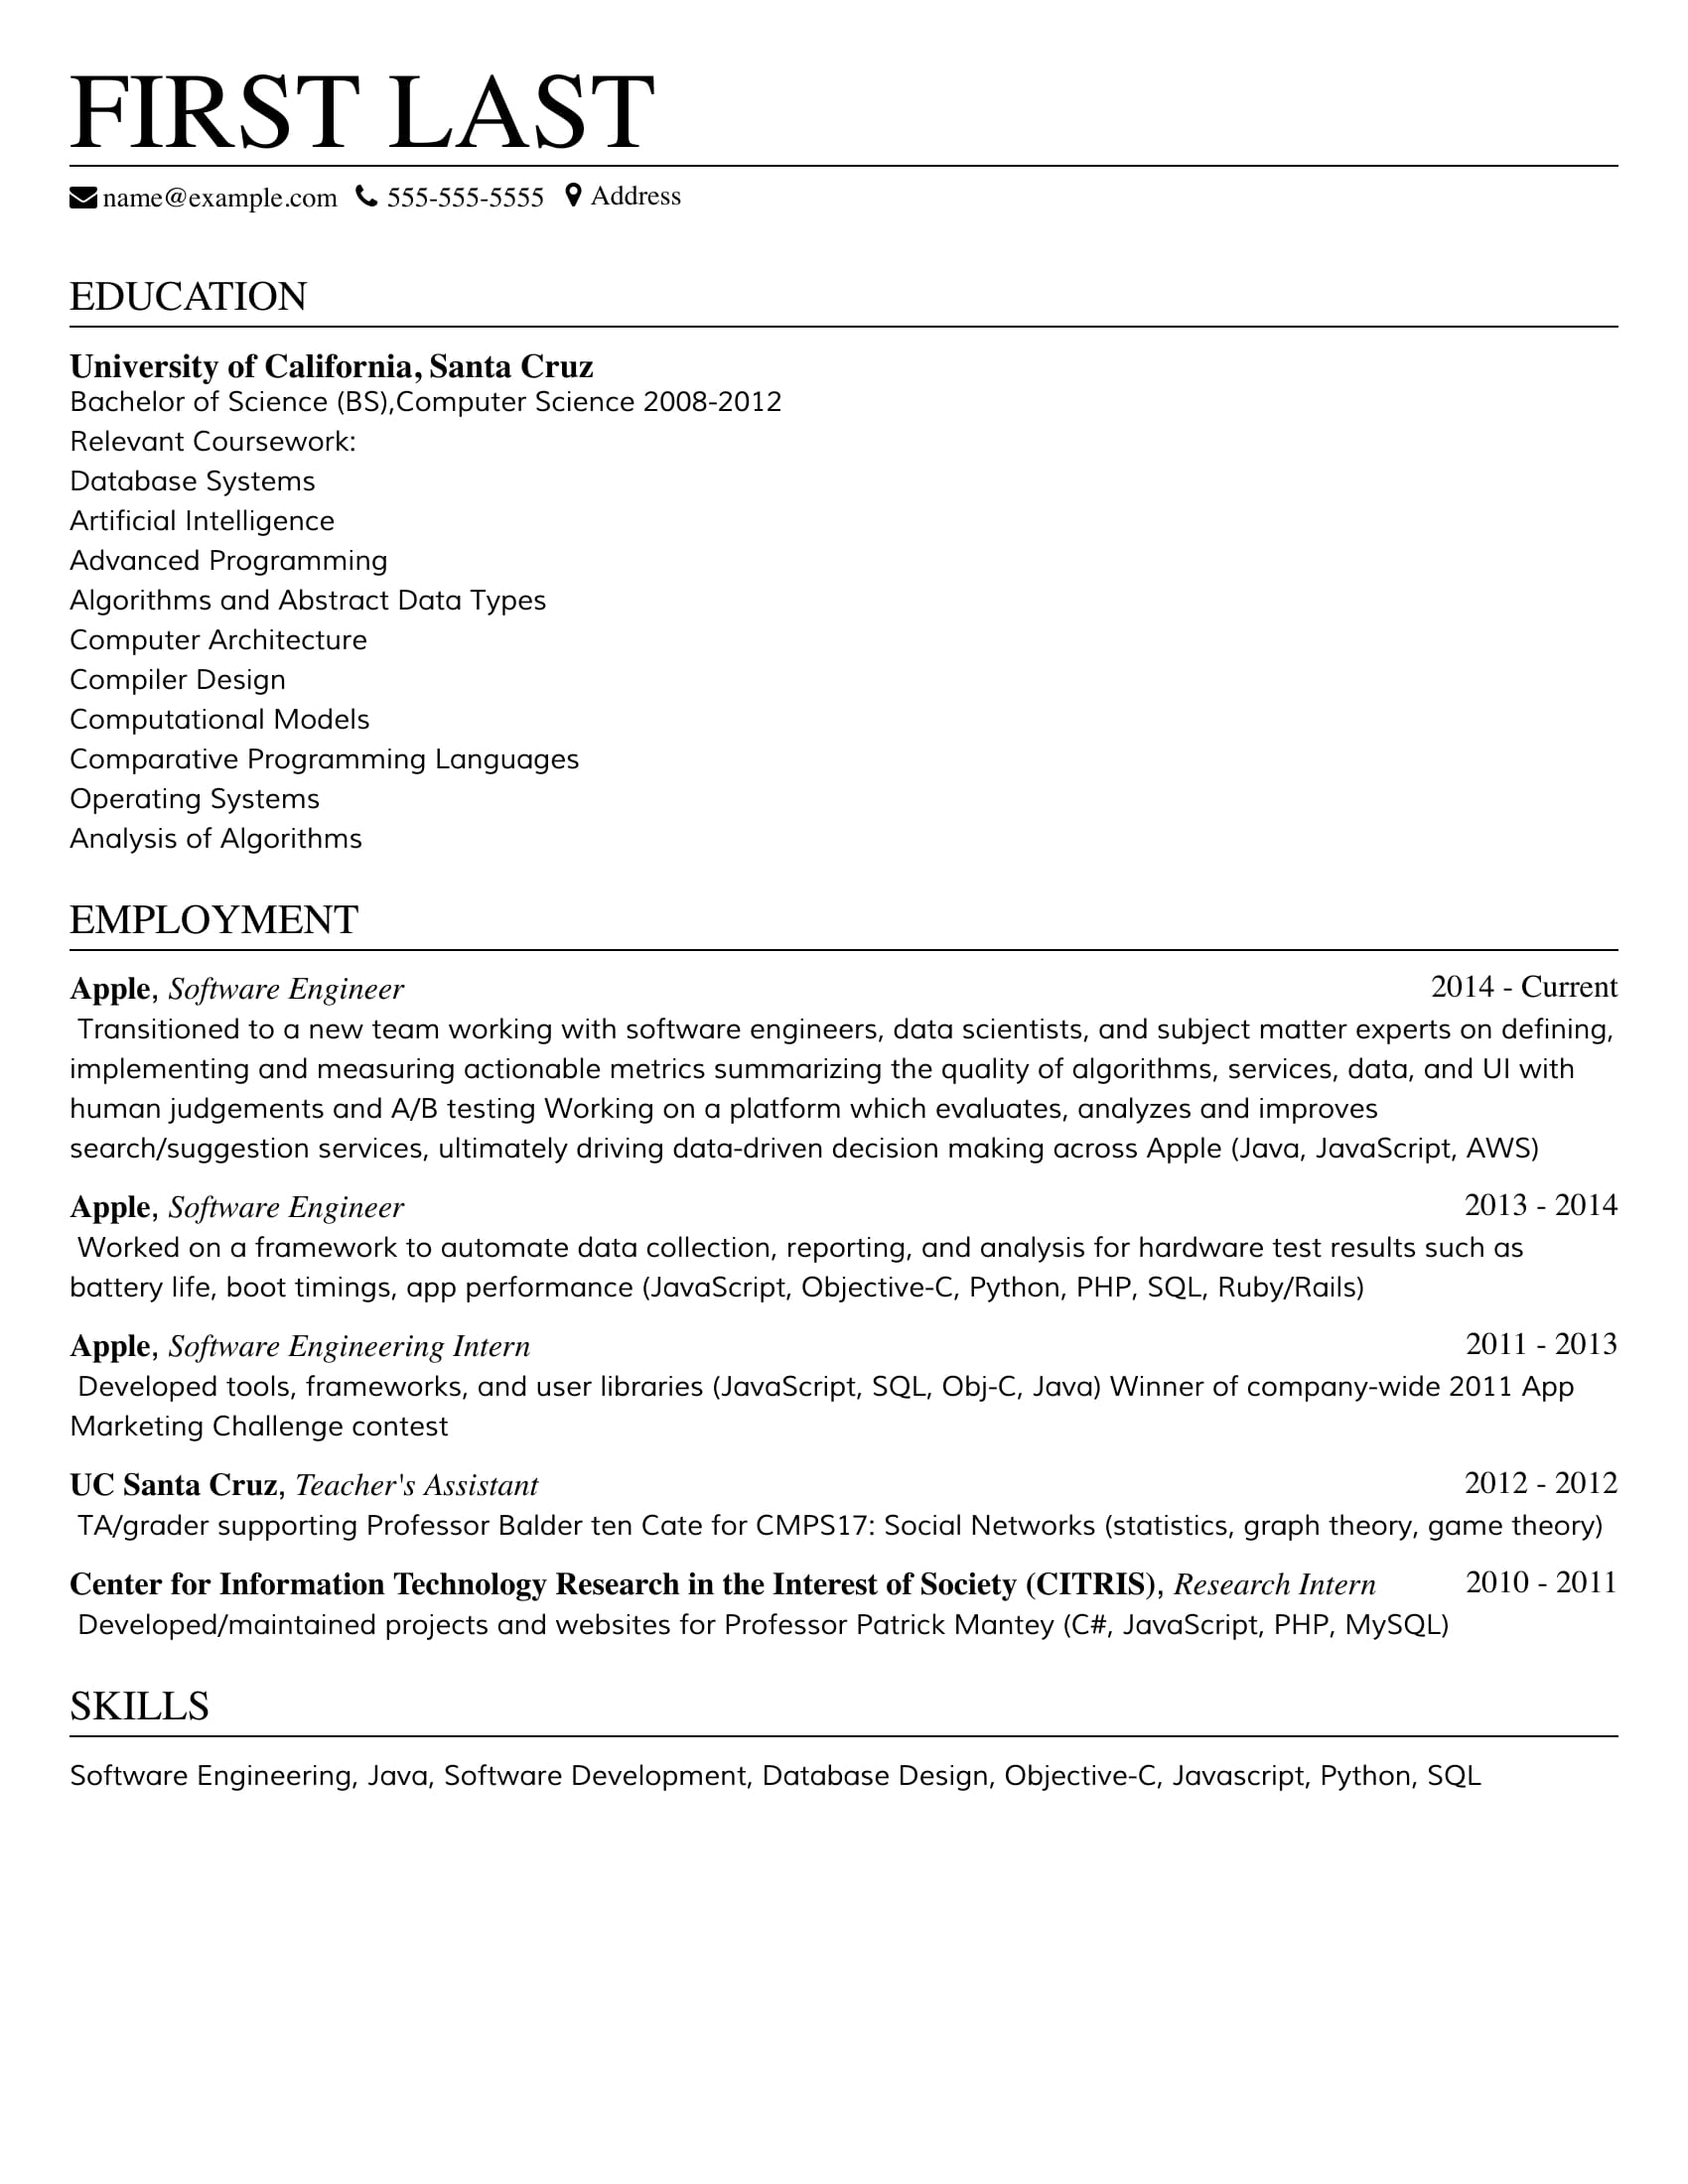 FIRST LAST
name@example.com 555-555-5555 Address
EDUCATION
University of California, Santa Cruz
Bachelor of Science (BS),Computer Science 2008-2012
Relevant Coursework:
Database Systems
Artificial Intelligence
Advanced Programming
Algorithms and Abstract Data Types
Computer Architecture
Compiler Design
Computational Models
Comparative Programming Languages
Operating Systems
Analysis of Algorithms
EMPLOYMENT
Apple, Software Engineer 2014 - Current
Transitioned to a new team working with software engineers, data scientists, and subject matter experts on defining,
implementing and measuring actionable metrics summarizing the quality of algorithms, services, data, and UI with
human judgements and A/B testing Working on a platform which evaluates, analyzes and improves
search/suggestion services, ultimately driving data-driven decision making across Apple (Java, JavaScript, AWS)
Apple, Software Engineer 2013 - 2014
Worked on a framework to automate data collection, reporting, and analysis for hardware test results such as
battery life, boot timings, app performance (JavaScript, Objective-C, Python, PHP, SQL, Ruby/Rails)
Apple, Software Engineering Intern 2011 - 2013
Developed tools, frameworks, and user libraries (JavaScript, SQL, Obj-C, Java) Winner of company-wide 2011 App
Marketing Challenge contest
UC Santa Cruz, Teacher's Assistant 2012 - 2012
TA/grader supporting Professor Balder ten Cate for CMPS17: Social Networks (statistics, graph theory, game theory)
Center for Information Technology Research in the Interest of Society (CITRIS), Research Intern 2010 - 2011
Developed/maintained projects and websites for Professor Patrick Mantey (C#, JavaScript, PHP, MySQL)
SKILLS
Software Engineering, Java, Software Development, Database Design, Objective-C, Javascript, Python, SQL